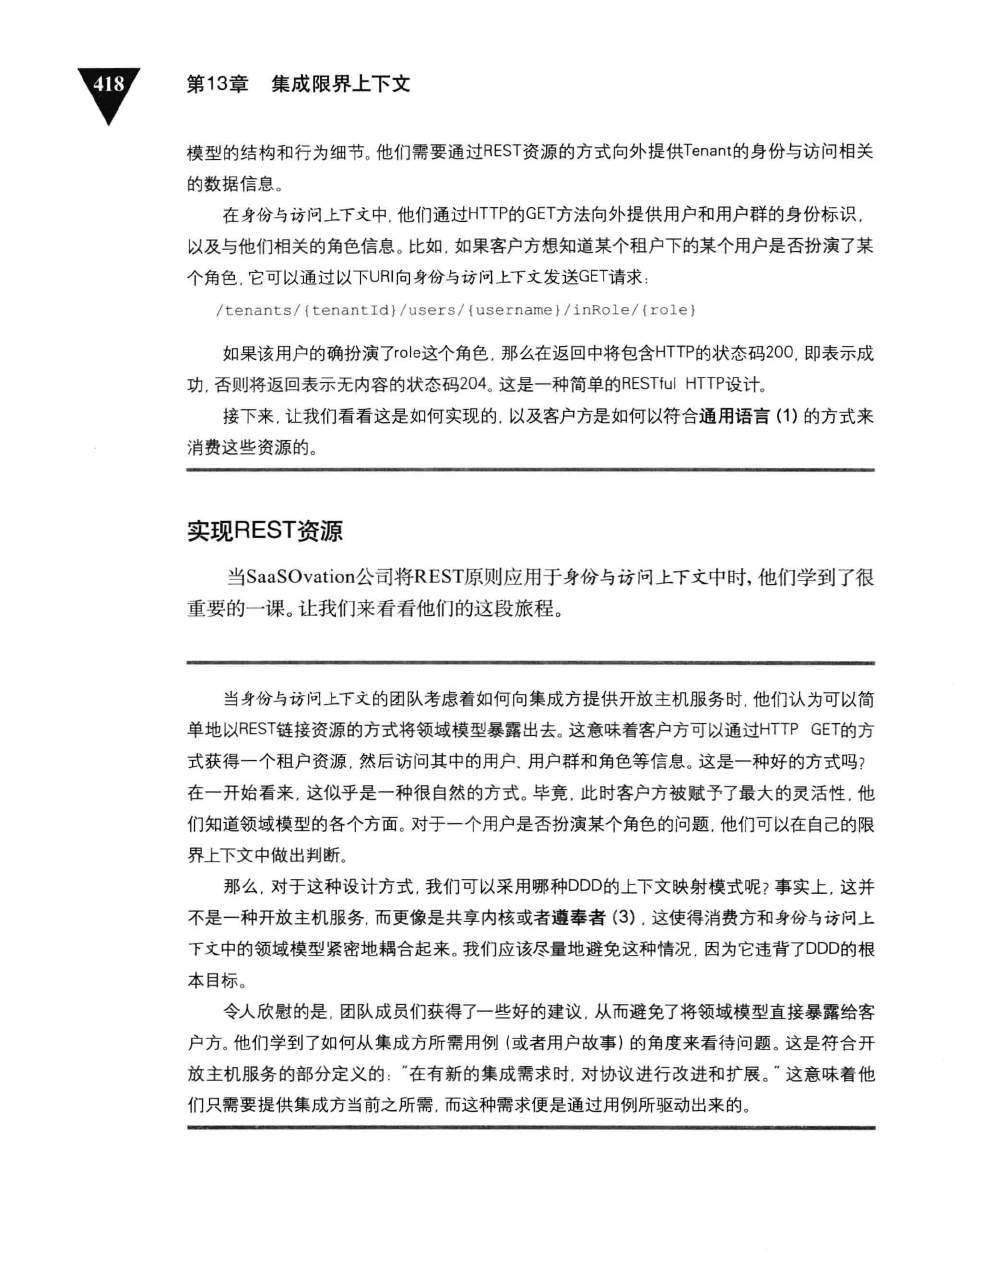 418
第13章 集成限界上下文
模型的结构和行为细节。他们需要通过REST资源的方式向外提供Tenant的身份与访问相关
的数据信息。
在身份与访问上下文中，他们通过HTTP的GET方法向外提供用户和用户群的身份标识，
以及与他们相关的角色信息。比如，如果客户方想知道某个租户下的某个用户是否扮演了某
个角色，它可以通过以下URI向身份与访问上下文发送GET请求：
/tenants/{tenantId}/users/{username}/inRole/{role}
如果该用户的确扮演了role这个角色，那么在返回中将包含HTTP的状态码200，即表示成
功，否则将返回表示无内容的状态码204。这是一种简单的RESTful HTTP设计。
接下来，让我们看看这是如何实现的，以及客户方是如何以符合通用语言（1）的方式来
消费这些资源的。
实现REST资源
当SaaSOvation公司将REST原则应用于身份与访问上下文中时，他们学到了很
重要的一课。让我们来看看他们的这段旅程。
当身份与访问上下文的团队考虑着如何向集成方提供开放主机服务时，他们认为可以简
单地以REST链接资源的方式将领域模型暴露出去。这意味着客户方可以通过HTTP GET的方
式获得一个租户资源，然后访问其中的用户、用户群和角色等信息。这是一种好的方式吗？
在一开始看来，这似乎是一种很自然的方式。毕竟，此时客户方被赋予了最大的灵活性，他
们知道领域模型的各个方面。对于一个用户是否扮演某个角色的问题，他们可以在自己的限
界上下文中做出判断。
那么，对于这种设计方式，我们可以采用哪种DDD的上下文映射模式呢？事实上，这并
不是一种开放主机服务，而更像是共享内核或者遵奉者（3），这使得消费方和身份与访问上
下文中的领域模型紧密地耦合起来。我们应该尽量地避免这种情况，因为它违背了DDD的根
本目标。
令人欣慰的是，团队成员们获得了一些好的建议，从而避免了将领域模型直接暴露给客
户方。他们学到了如何从集成方所需用例（或者用户故事）的角度来看待问题。这是符合开
放主机服务的部分定义的：“在有新的集成需求时，对协议进行改进和扩展。”这意味着他
们只需要提供集成方当前之所需，而这种需求便是通过用例所驱动出来的。